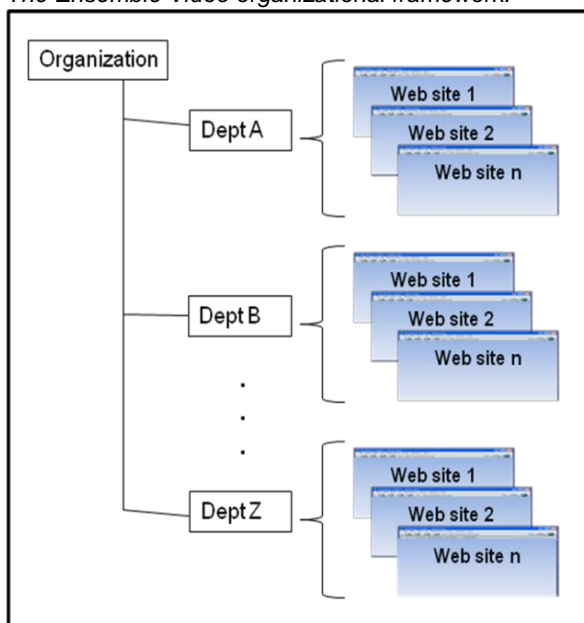 The Ensemble Video organizational framework.
Organization
Dept A
Web site 1
Web site 2
Web site n
Dept B
Web site 1
Web site 2
Web site n
.
.
.
Dept Z
Web site 1
Web site 2
Web site n